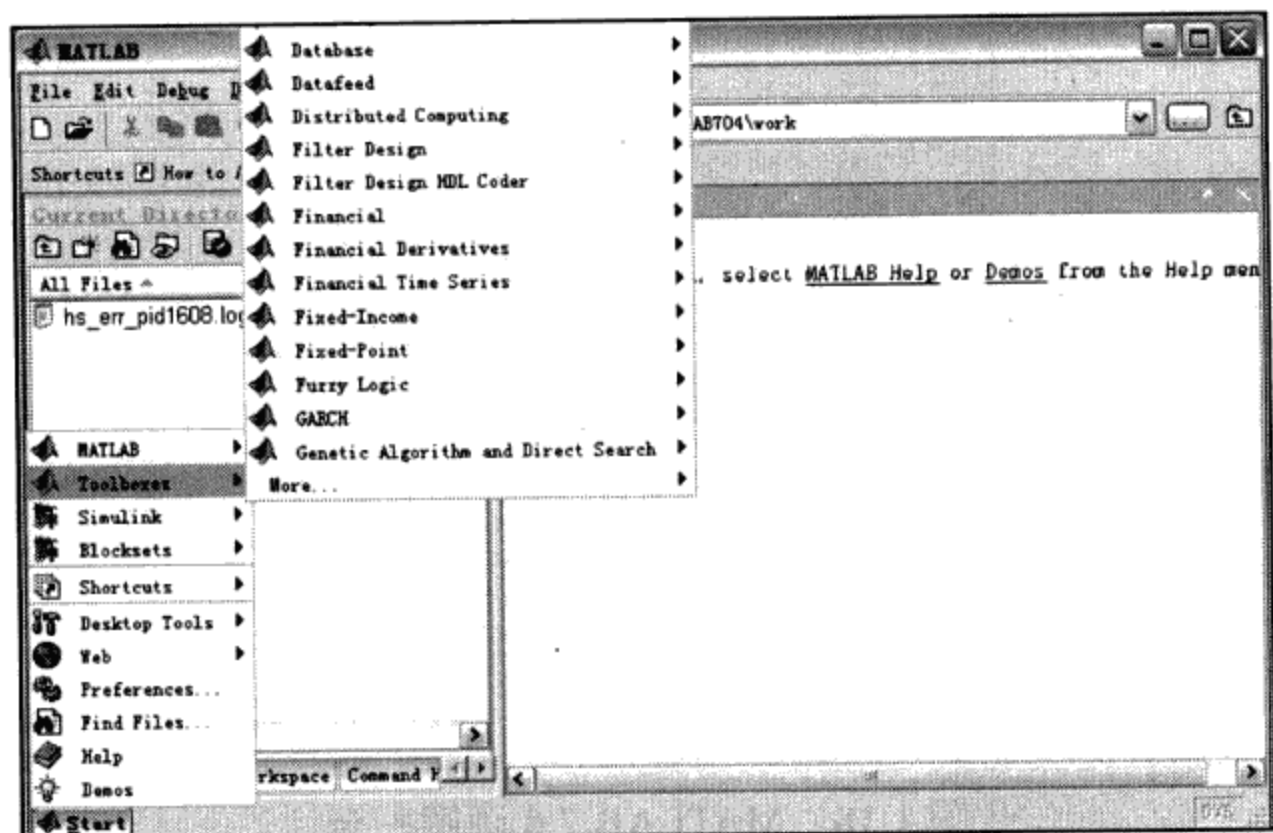 MATLAB
File Edit Debug
AB704\work
Shortcuts How to
Current Directo
All Files
hs_err_pid1608.log
select MATLAB Help or Demos from the Help men
Database
Datafeed
Distributed Computing
Filter Design
Filter Design HDL Coder
Financial
Financial Derivatives
Financial Time Series
Fixed-Income
Fixed-Point
Fuzzy Logic
GARCH
Genetic Algorithm and Direct Search
More...
MATLAB
Toolboxes
Simulink
Blocksets
Shortcuts
Desktop Tools
Web
Preferences...
Find Files...
Help
Demos
rkspace Command H
Start
OVR